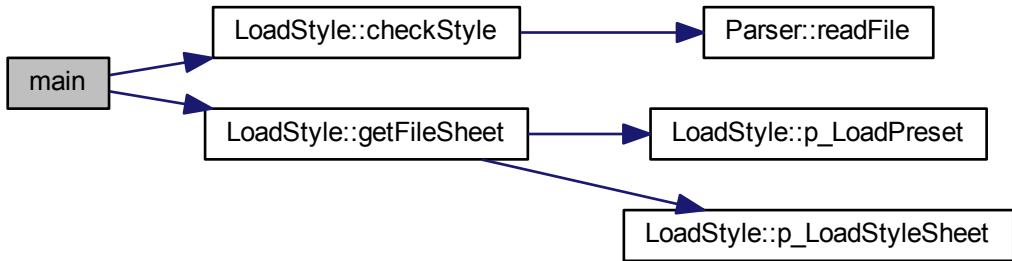 LoadStyle::checkStyle
Parser::readFile
main
LoadStyle::getFileSheet
LoadStyle::p_LoadPreset
LoadStyle::p_LoadStyleSheet